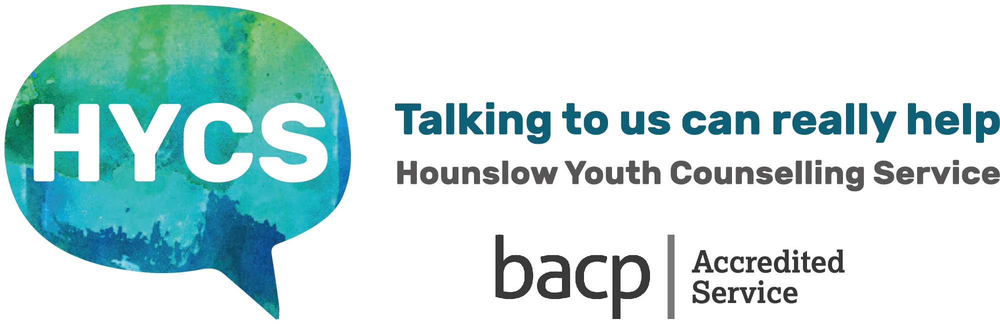 HYCS
Talking to us can really help
Hounslow Youth Counselling Service
bacp
Accredited
Service